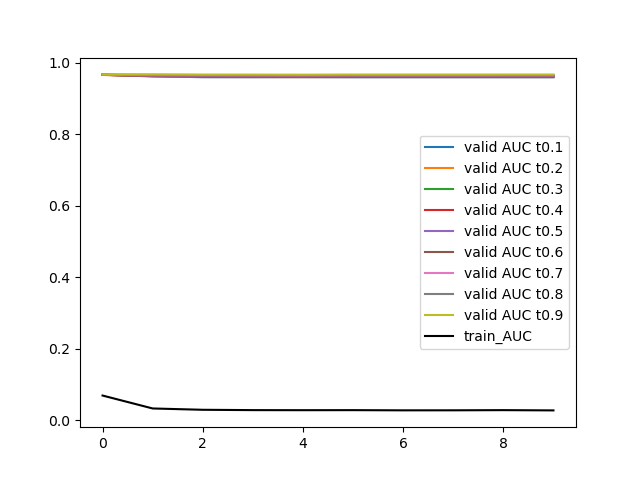 1.0
0.8
0.6
0.4
0.2
0.0
0 2 4 6 8
valid AUC t0.1
valid AUC t0.2
valid AUC t0.3
valid AUC t0.4
valid AUC t0.5
valid AUC t0.6
valid AUC t0.7
valid AUC t0.8
valid AUC t0.9
train_AUC